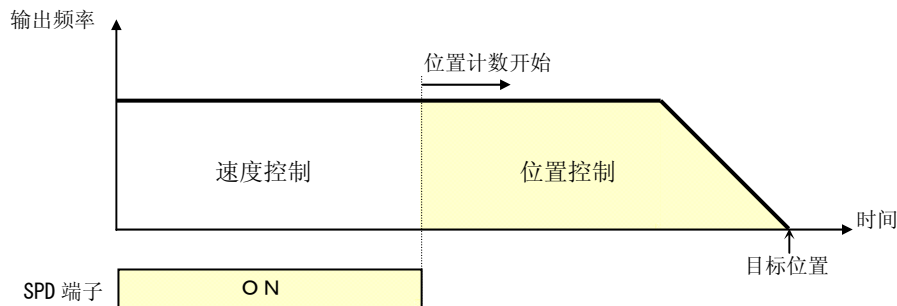 输出频率
位置计数开始
速度控制
位置控制
时间
目标位置
SPD 端子
ON